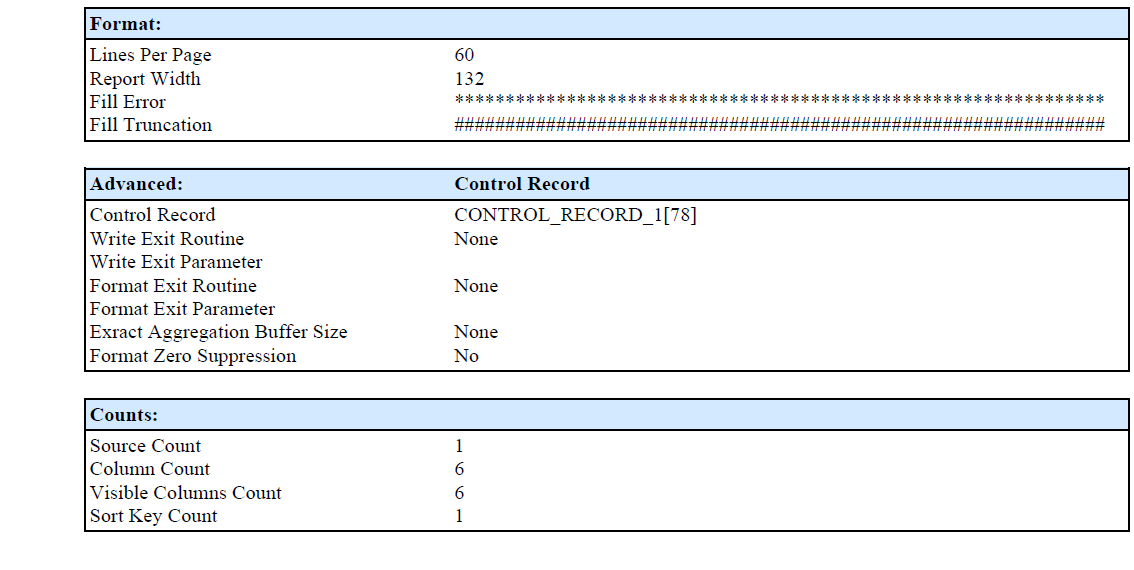 Format:
Lines Per Page 60
Report Width 132
Fill Error ****************************************************************
Fill Truncation ################################################################
Advanced: Control Record
Control Record CONTROL_RECORD_1[78]
Write Exit Routine None
Write Exit Parameter
Format Exit Routine None
Format Exit Parameter
Exract Aggregation Buffer Size None
Format Zero Suppression No
Counts:
Source Count 1
Column Count 6
Visible Columns Count 6
Sort Key Count 1